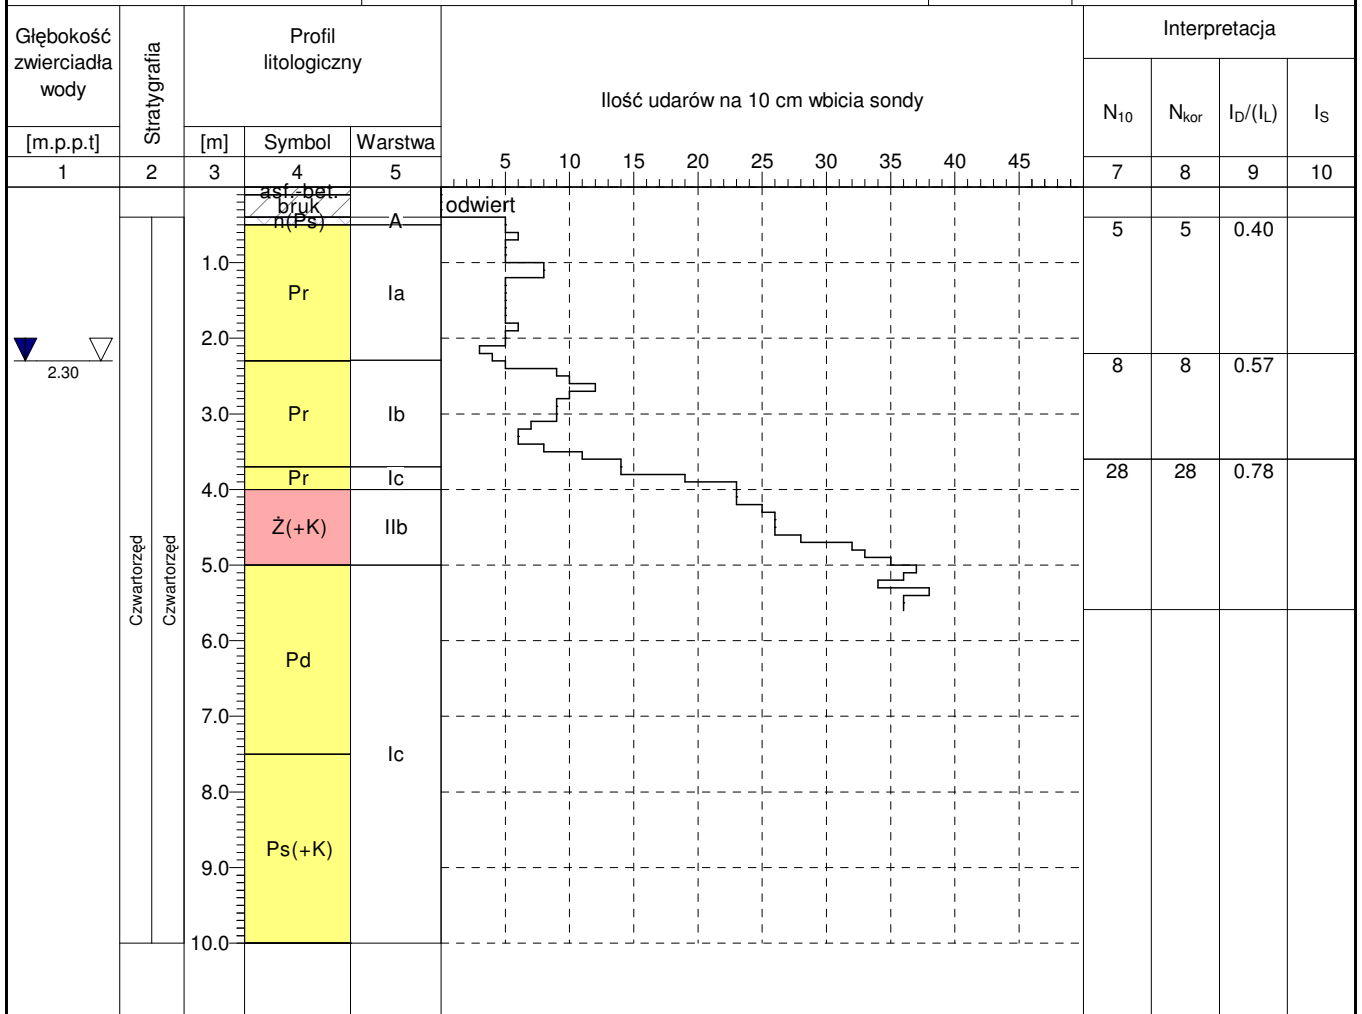 Głębokość
zwierciadła
wody
[m.p.p.t]
1
Stratygrafia
2
Profil
litologiczny
[m]
Symbol
Warstwa
3
4
5
Ilość udarów na 10 cm wbicia sondy
5 10 15 20 25 30 35 40 45
Interpretacja
N10
Nkor
ID/(IL)
IS
7
8
9
10
asf.-bet.
bruk
n(Ps)
A
odwiert
5 5 0.40
1.0
Pr
Ia
2.0
2.30
8 8 0.57
3.0
Pr
Ib
Pr
Ic
28 28 0.78
4.0
Ż(+K)
IIb
5.0
Czwartorzęd
Czwartorzęd
6.0
Pd
7.0
Ic
8.0
Ps(+K)
9.0
10.0